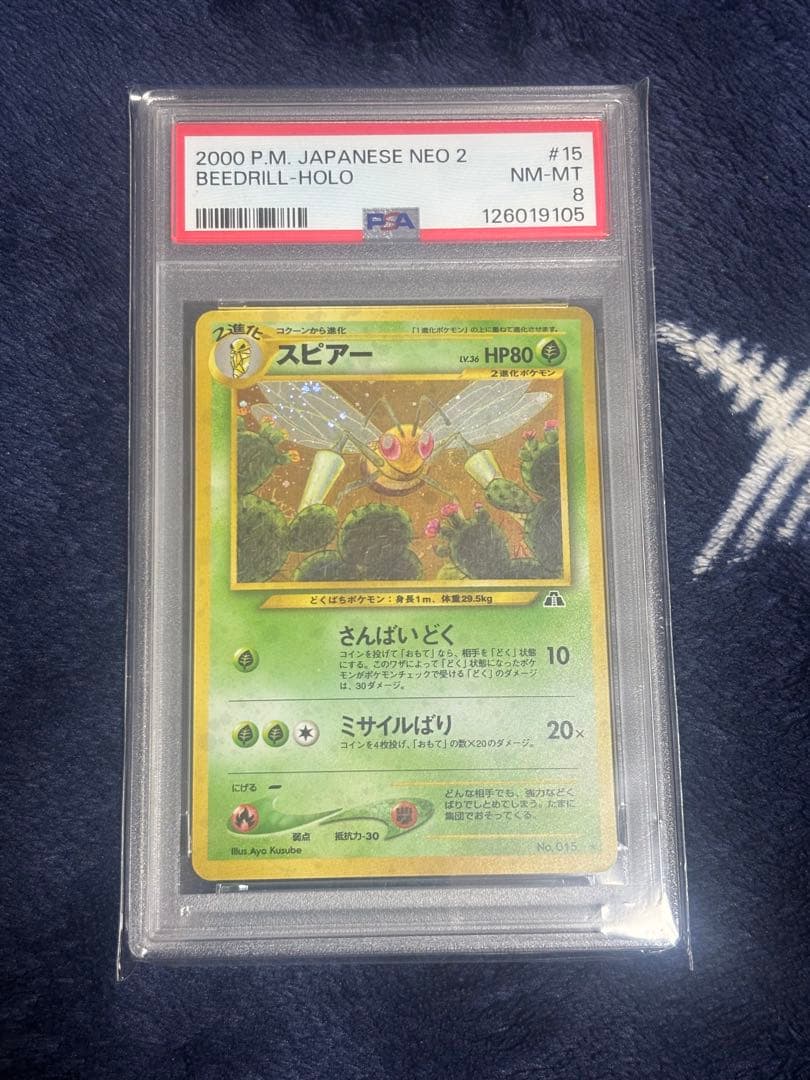 2000 P.M. JAPANESE NEO 2 #15
BEEDRILL-HOLO NM-MT
8
PSA 126019105
2進化 コクーンから進化 「1進化ポケモン」の上に重ねて進化させます。
スピアー LV.36 HP80
2進化ポケモン
どくばちポケモン：身長1m、体重29.5kg
さんばいどく 10
コインを投げて「おもて」なら、相手を「どく」状態
にする。このワザによって「どく」状態になったポケ
モンがポケモンチェックで受ける「どく」のダメージ
は、30ダメージ。
ミサイルばり 20×
コインを4枚投げ、「おもて」の数×20のダメージ。
にげる
弱点 抵抗力-30
どんな相手でも、強力などく
ばりでしとめてしまう。たまに
集団でおそってくる。
Illus. Ayo Kusube No. 015 ★